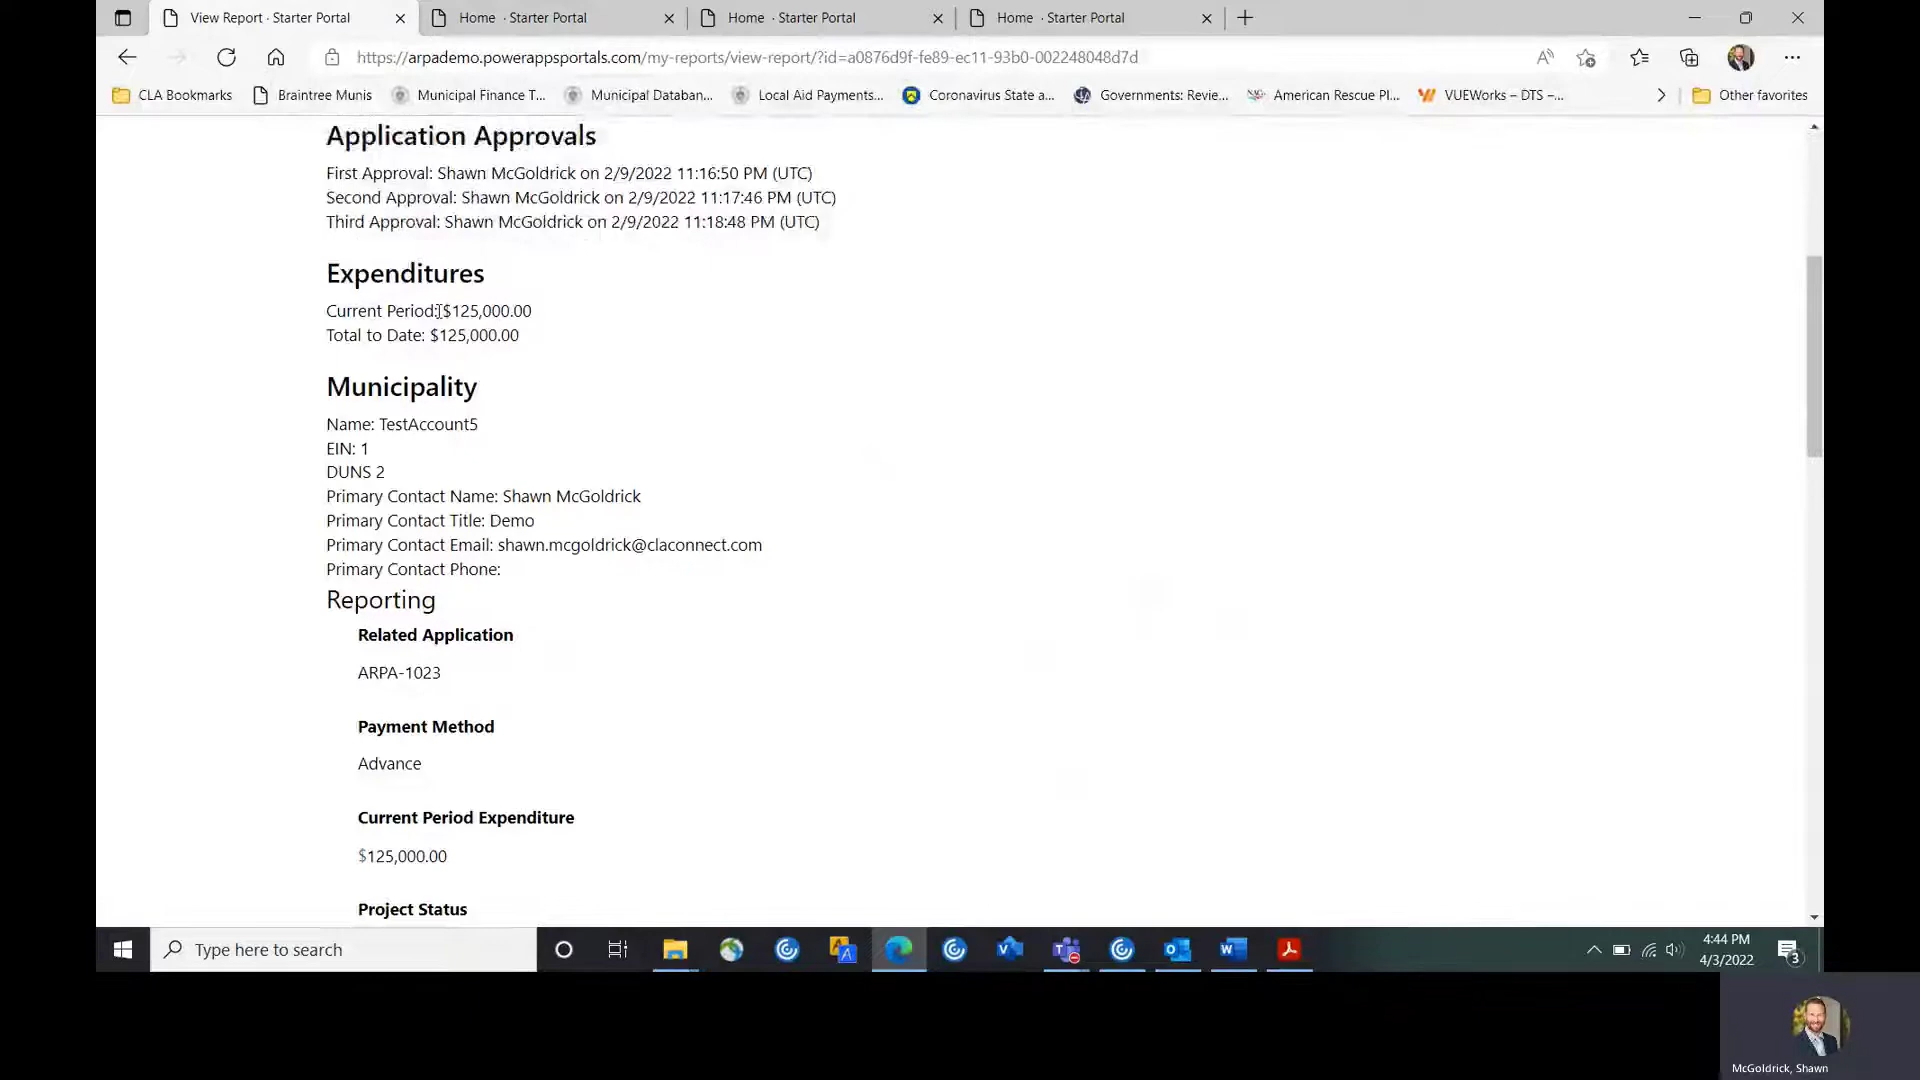 View Report · Starter Portal
Home · Starter Portal
Home · Starter Portal
Home · Starter Portal
https://arpademo.powerappsportals.com/my-reports/view-report/?id=a0876d9f-fe89-ec11-93b0-002248048d7d
CLA Bookmarks
Braintree Munis
Municipal Finance T...
Municipal Databan...
Local Aid Payments...
Coronavirus State a...
Governments: Revie...
American Rescue Pl...
VUEWorks – DTS –...
Other favorites
Application Approvals
First Approval: Shawn McGoldrick on 2/9/2022 11:16:50 PM (UTC)
Second Approval: Shawn McGoldrick on 2/9/2022 11:17:46 PM (UTC)
Third Approval: Shawn McGoldrick on 2/9/2022 11:18:48 PM (UTC)
Expenditures
Current Period: $125,000.00
Total to Date: $125,000.00
Municipality
Name: TestAccount5
EIN: 1
DUNS 2
Primary Contact Name: Shawn McGoldrick
Primary Contact Title: Demo
Primary Contact Email: shawn.mcgoldrick@claconnect.com
Primary Contact Phone:
Reporting
Related Application
ARPA-1023
Payment Method
Advance
Current Period Expenditure
$125,000.00
Project Status
Type here to search
4:44 PM
4/3/2022
3
McGoldrick, Shawn